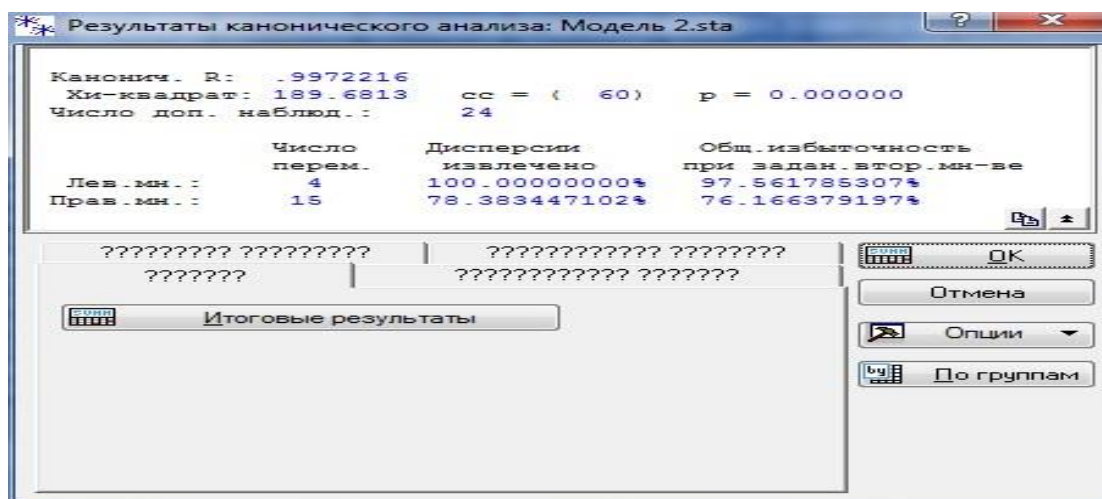 Результаты канонического анализа: Модель 2.sta
Канонич. R: .9972216
Хи-квадрат: 189.6813 сс = ( 60) p = 0.000000
Число доп. наблюд.: 24
Число Дисперсии Общ.избыточность
перем. извлечено при задан.втор.мн-ве
Лев.мн.: 4 100.00000000% 97.561785307%
Прав.мн.: 15 78.383447102% 76.166379197%
????????? ????????? ???????????? ????????
??????? ???????????? ???????
Итоговые результаты
OK
Отмена
Опции
По группам